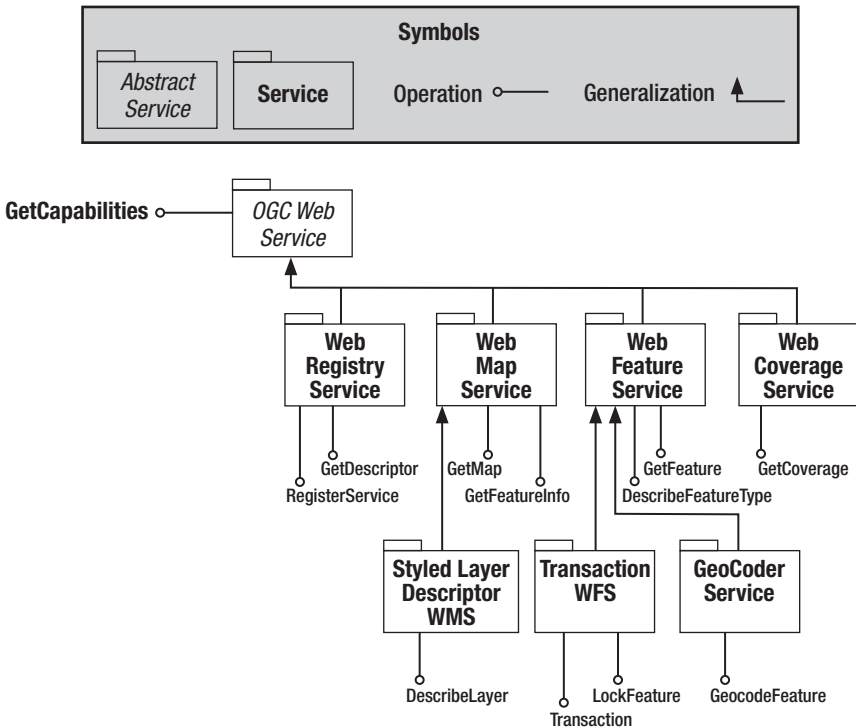 Symbols
Abstract
Service
Service
Operation
Generalization
GetCapabilities
OGC Web
Service
Web
Registry
Service
Web
Map
Service
Web
Feature
Service
Web
Coverage
Service
GetDescriptor
RegisterService
GetMap
GetFeatureInfo
GetFeature
DescribeFeatureType
GetCoverage
Styled Layer
Descriptor
WMS
Transaction
WFS
GeoCoder
Service
DescribeLayer
LockFeature
Transaction
GeocodeFeature